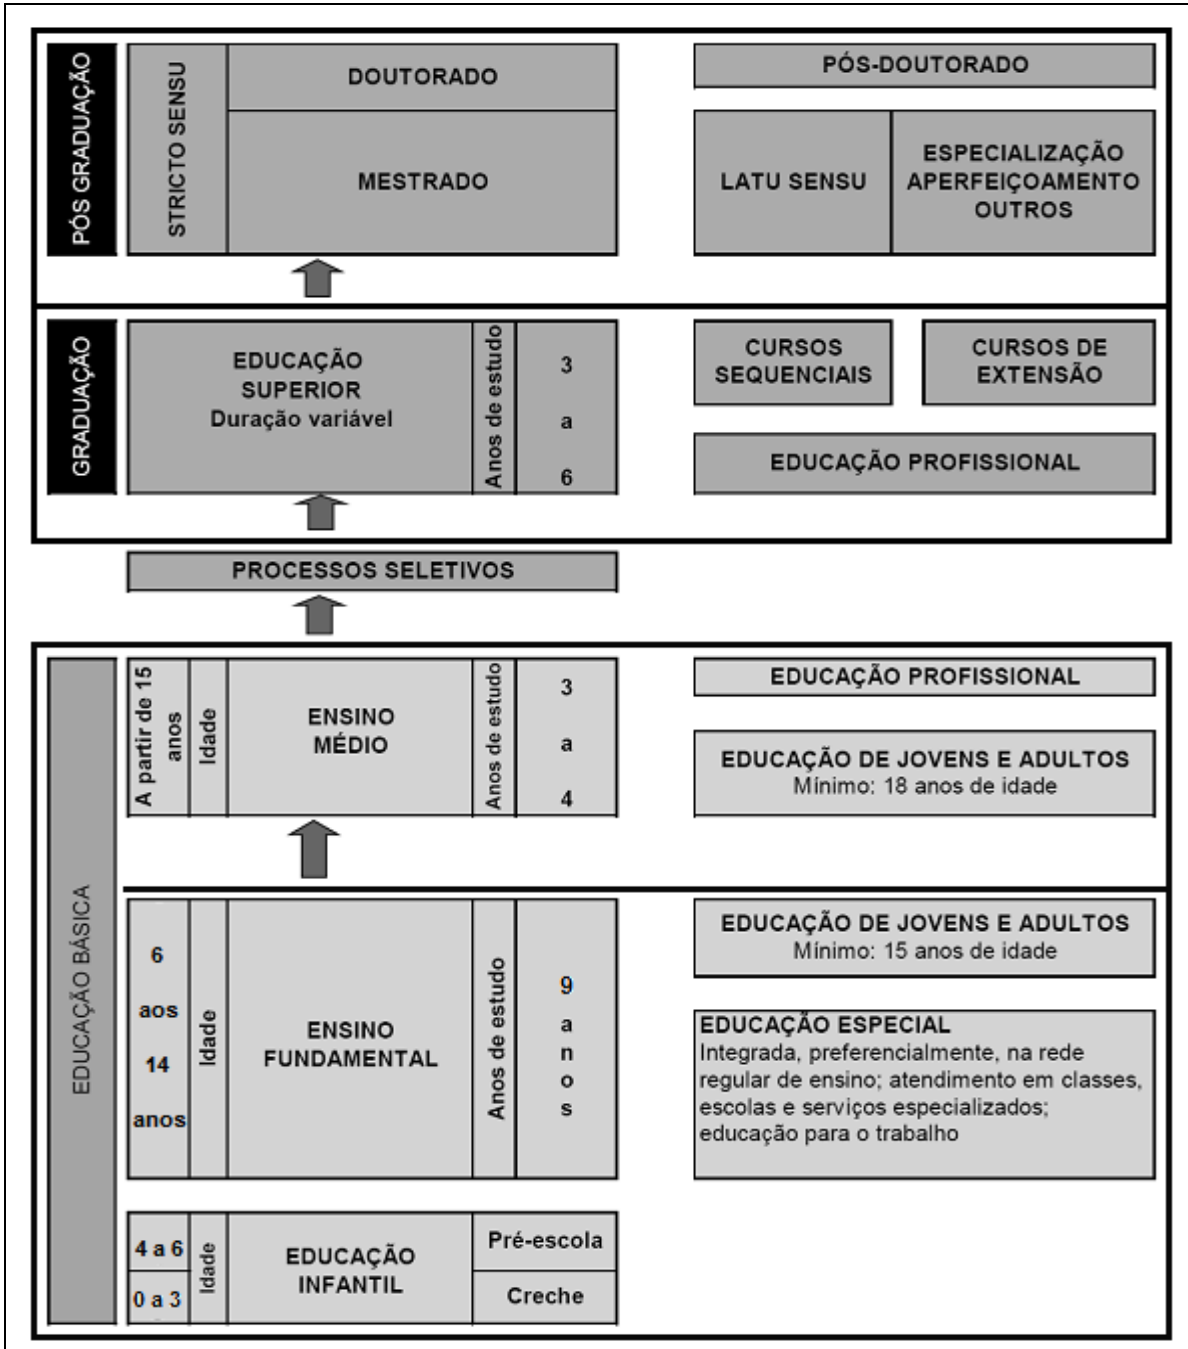 PÓS GRADUAÇÃO
STRICTO SENSU
DOUTORADO
MESTRADO
PÓS-DOUTORADO
LATU SENSU
ESPECIALIZAÇÃO
APERFEIÇOAMENTO
OUTROS
GRADUAÇÃO
EDUCAÇÃO
SUPERIOR
Duração variável
Anos de estudo
3
a
6
CURSOS
SEQUENCIAIS
CURSOS DE
EXTENSÃO
EDUCAÇÃO PROFISSIONAL
PROCESSOS SELETIVOS
EDUCAÇÃO BÁSICA
A partir de 15
anos
Idade
ENSINO
MÉDIO
Anos de estudo
3
a
4
EDUCAÇÃO PROFISSIONAL
EDUCAÇÃO DE JOVENS E ADULTOS
Mínimo: 18 anos de idade
6
aos
14
anos
Idade
ENSINO
FUNDAMENTAL
Anos de estudo
9
a
n
o
s
EDUCAÇÃO DE JOVENS E ADULTOS
Mínimo: 15 anos de idade
EDUCAÇÃO ESPECIAL
Integrada, preferencialmente, na rede
regular de ensino; atendimento em classes,
escolas e serviços especializados;
educação para o trabalho
4 a 6
0 a 3
Idade
EDUCAÇÃO
INFANTIL
Pré-escola
Creche